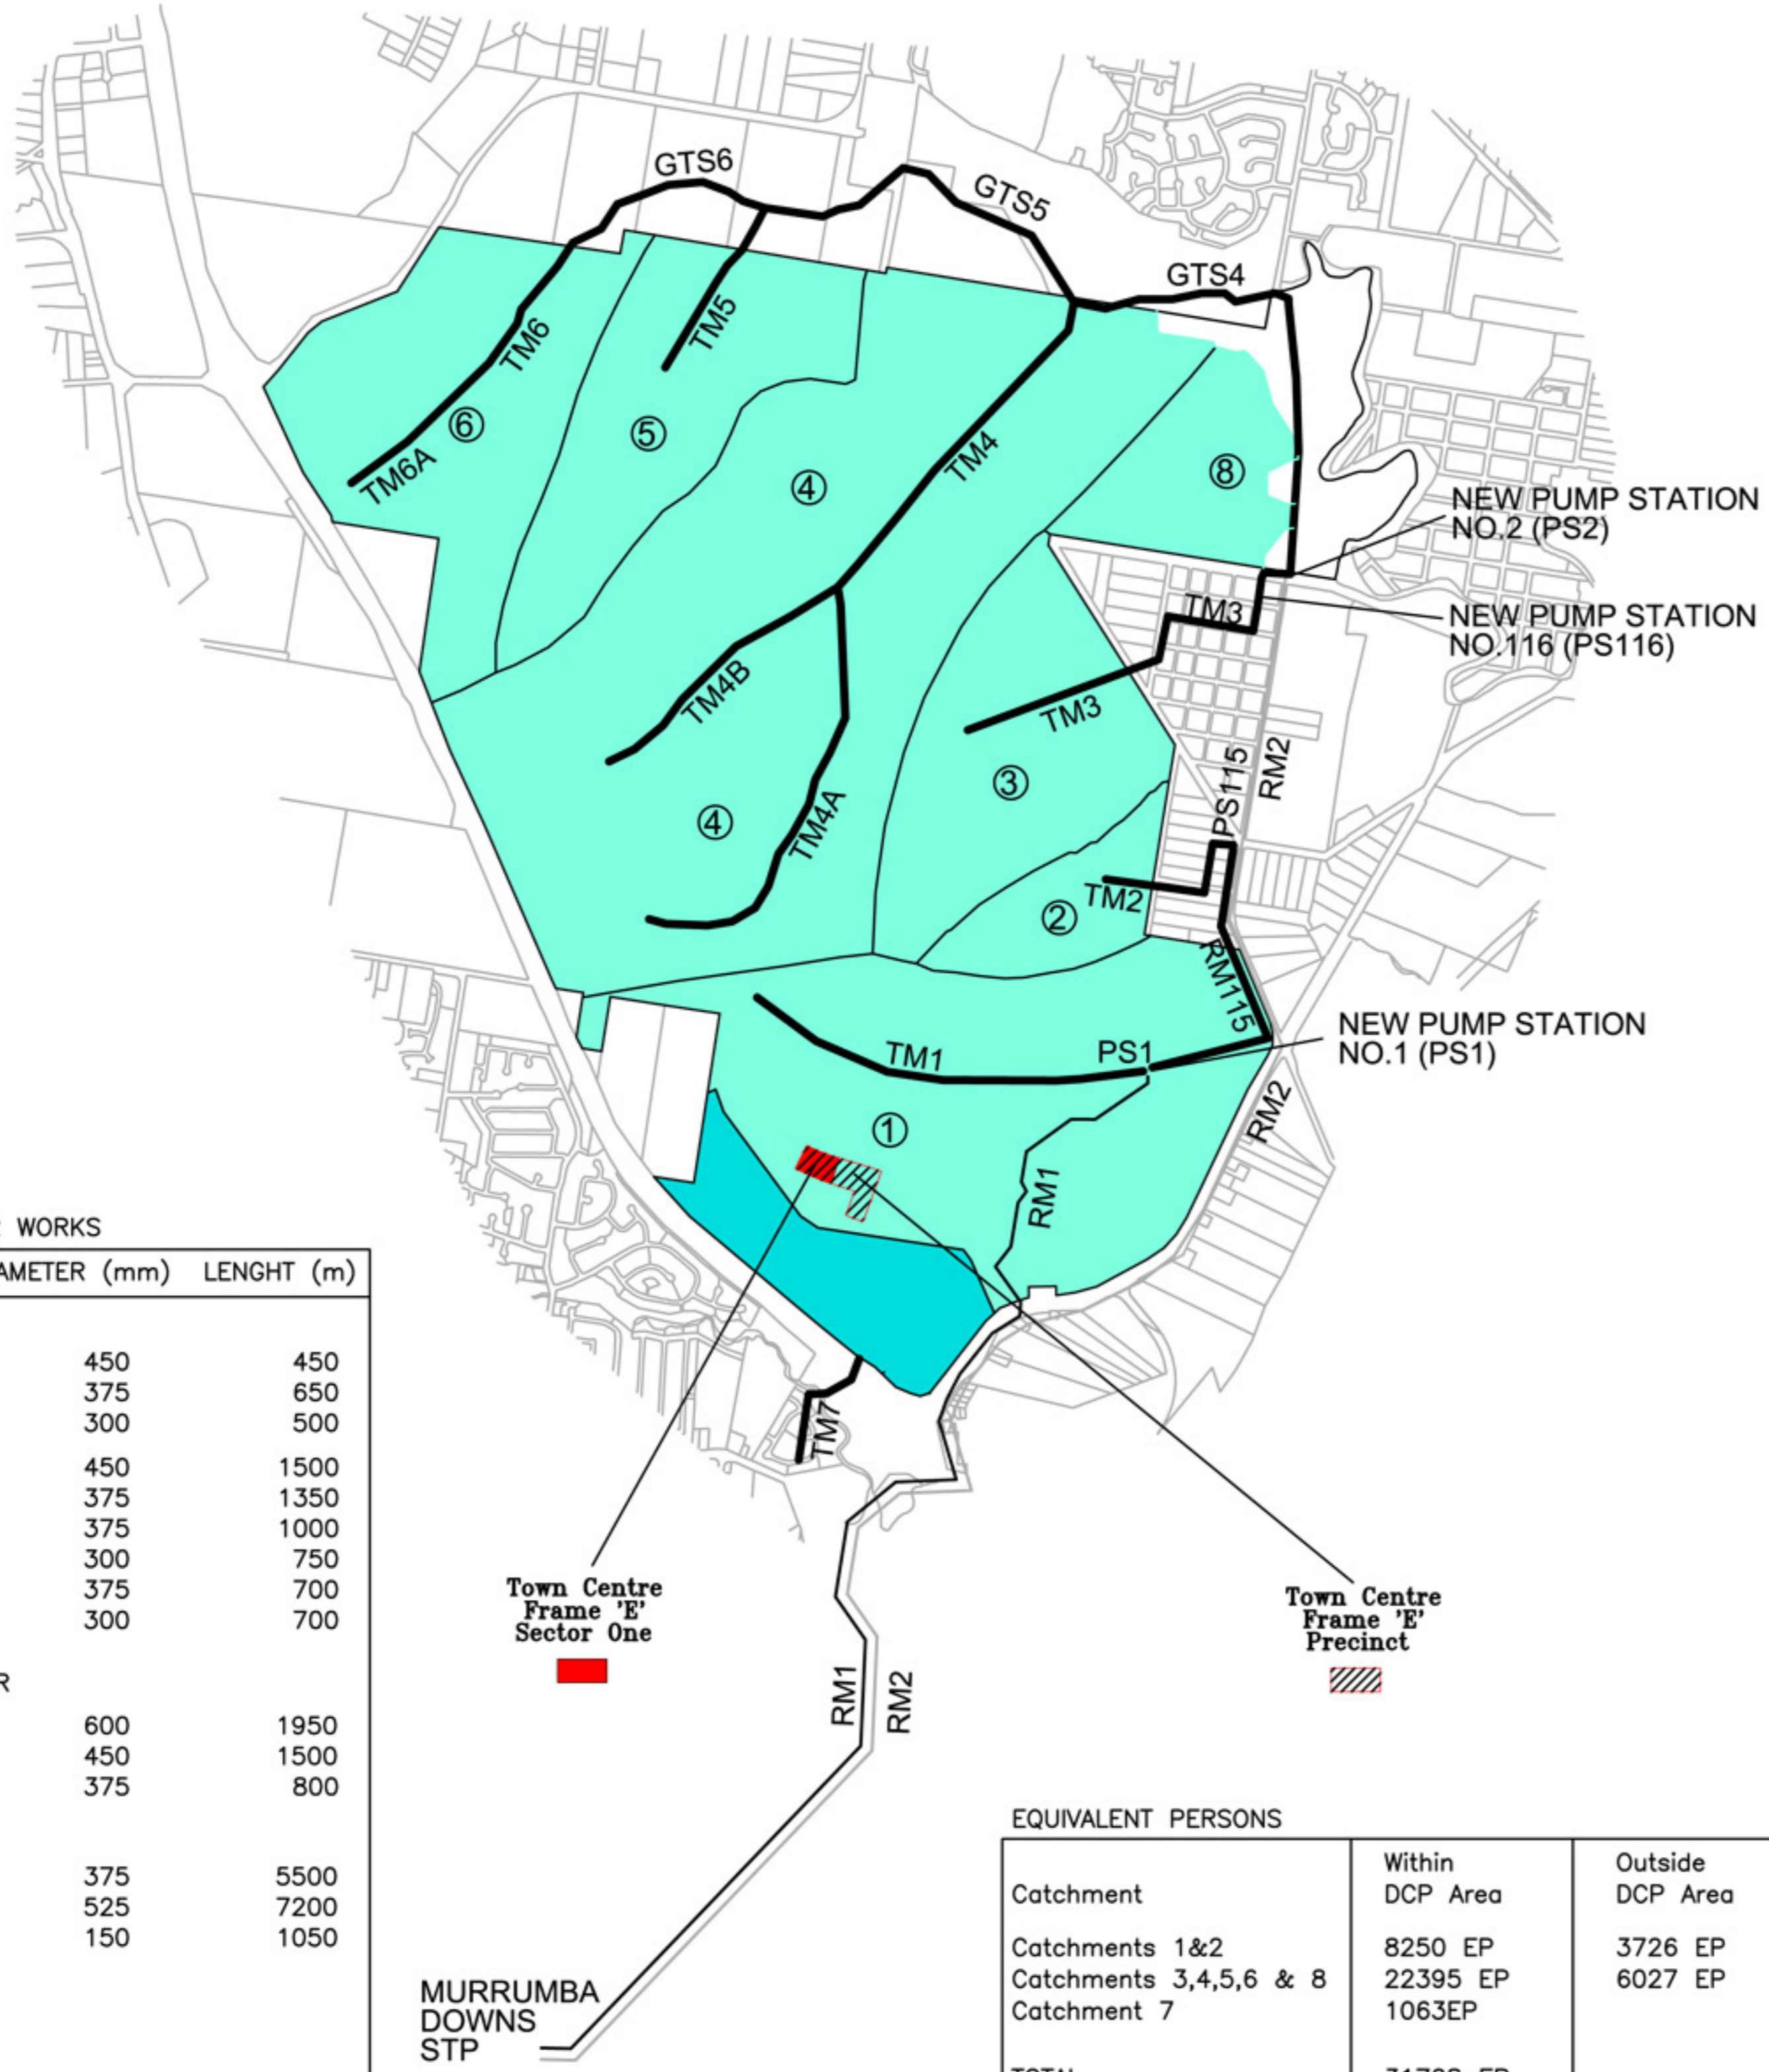 GTS6
GTS5
GTS4
TM5
TM6
⑥
⑤
④
TM4
⑧
TM6A
NEW PUMP STATION
NO.2 (PS2)
TM3
NEW PUMP STATION
NO.116 (PS116)
TM4B
TM3
③
PS115
RM2
④
TM4A
TM2
②
RM115
NEW PUMP STATION
NO.1 (PS1)
TM1
PS1
①
RM1
RM2
TM7
Town Centre
Frame 'E'
Sector One
Town Centre
Frame 'E'
Precinct
RM1
RM2
MURRUMBA
DOWNS
STP
WORKS
AMETER (mm) LENGHT (m)
450 450
375 650
300 500
450 1500
375 1350
375 1000
300 750
375 700
300 700
R
600 1950
450 1500
375 800
375 5500
525 7200
150 1050
EQUIVALENT PERSONS
Catchment Within DCP Area Outside DCP Area
Catchments 1&2 8250 EP 3726 EP
Catchments 3,4,5,6 & 8 22395 EP 6027 EP
Catchment 7 1063EP